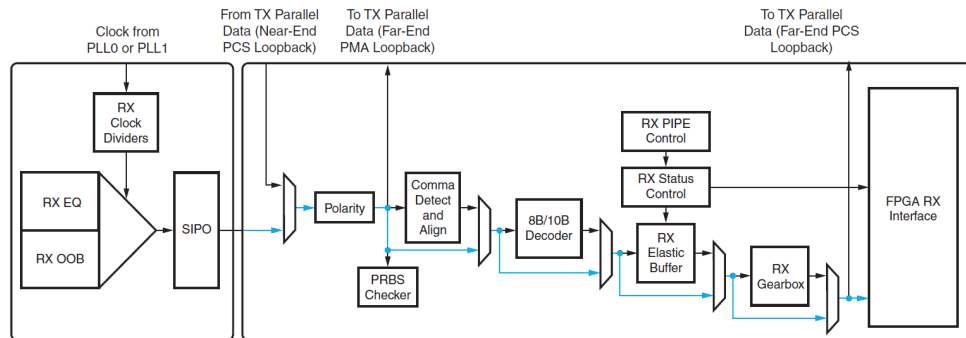 Clock from
PLL0 or PLL1
From TX Parallel
Data (Near-End
PCS Loopback)
To TX Parallel
Data (Far-End
PMA Loopback)
To TX Parallel
Data (Far-End PCS
Loopback)
RX
Clock
Dividers
RX EQ
RX OOB
SIPO
Polarity
Comma
Detect
and
Align
PRBS
Checker
8B/10B
Decoder
RX PIPE
Control
RX Status
Control
RX
Elastic
Buffer
RX
Gearbox
FPGA RX
Interface